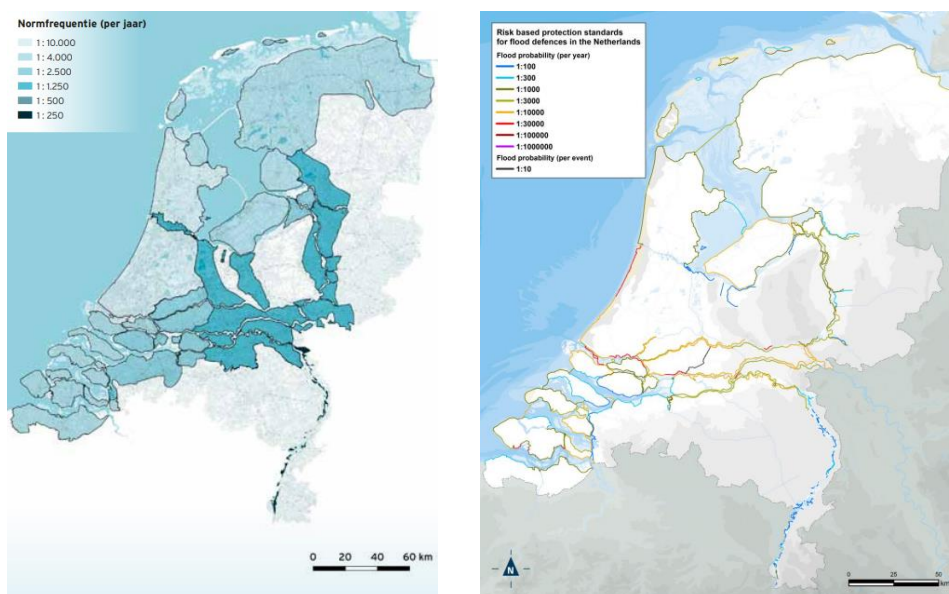 Normfrequentie (per jaar)
1:10.000
1:4.000
1:2.500
1:1.250
1:500
1:250
0 20 40 60 km
Risk based protection standards
for flood defences in the Netherlands
Flood probability (per year)
1:100
1:300
1:1000
1:3000
1:10000
1:30000
1:100000
1:1000000
Flood probability (per event)
1:10
N
0 25 50
km